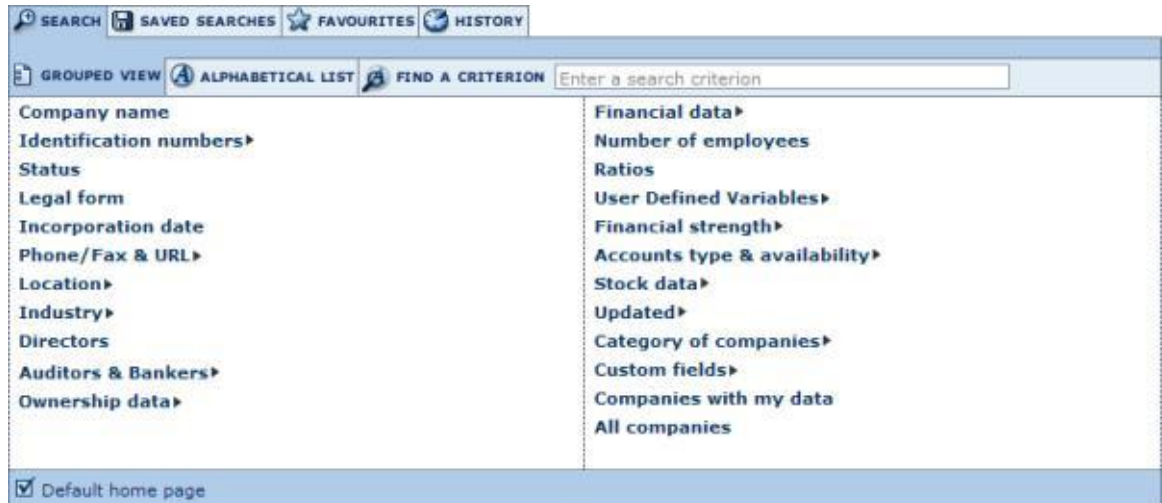 SEARCH SAVED SEARCHES FAVOURITES HISTORY
GROUPED VIEW ALPHABETICAL LIST FIND A CRITERION Enter a search criterion
Company name
Identification numbers
Status
Legal form
Incorporation date
Phone/Fax & URL
Location
Industry
Directors
Auditors & Bankers
Ownership data
Financial data
Number of employees
Ratios
User Defined Variables
Financial strength
Accounts type & availability
Stock data
Updated
Category of companies
Custom fields
Companies with my data
All companies
Default home page